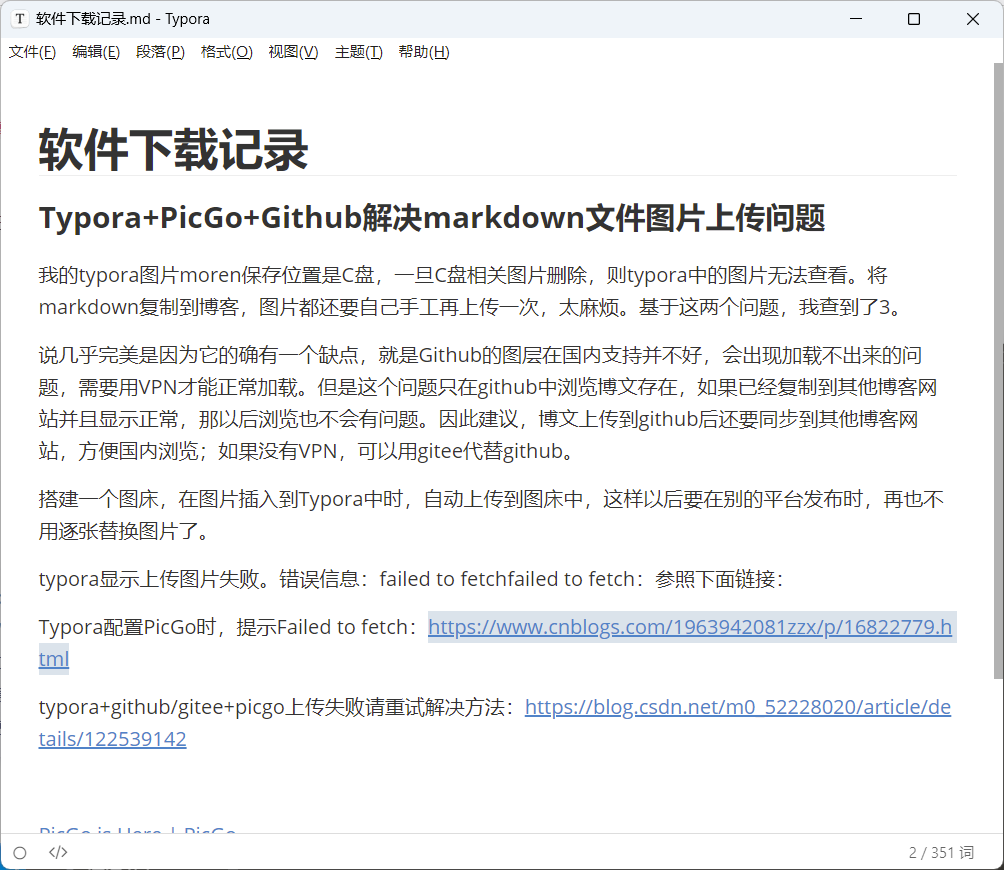 T 软件下载记录.md - Typora
文件(F) 编辑(E) 段落(P) 格式(O) 视图(V) 主题(T) 帮助(H)
软件下载记录
Typora+PicGo+Github解决markdown文件图片上传问题
我的typora图片moren保存位置是C盘，一旦C盘相关图片删除，则typora中的图片无法查看。将
markdown复制到博客，图片都还要自己手工再上传一次，太麻烦。基于这两个问题，我查到了3。
说几乎完美是因为它的确有一个缺点，就是Github的图层在国内支持并不好，会出现加载不出来的问
题，需要用VPN才能正常加载。但是这个问题只在github中浏览博文存在，如果已经复制到其他博客网
站并且显示正常，那以后浏览也不会有问题。因此建议，博文上传到github后还要同步到其他博客网
站，方便国内浏览；如果没有VPN，可以用gitee代替github。
搭建一个图床，在图片插入到Typora中时，自动上传到图床中，这样以后要在别的平台发布时，再也不
用逐张替换图片了。
typora显示上传图片失败。错误信息：failed to fetchfailed to fetch：参照下面链接：
Typora配置PicGo时，提示Failed to fetch：https://www.cnblogs.com/1963942081zzx/p/16822779.h
tml
typora+github/gitee+picgo上传失败请重试解决方法：https://blog.csdn.net/m0_52228020/article/de
tails/122539142
PicGo is Here | PicGo
</> 2 / 351 词